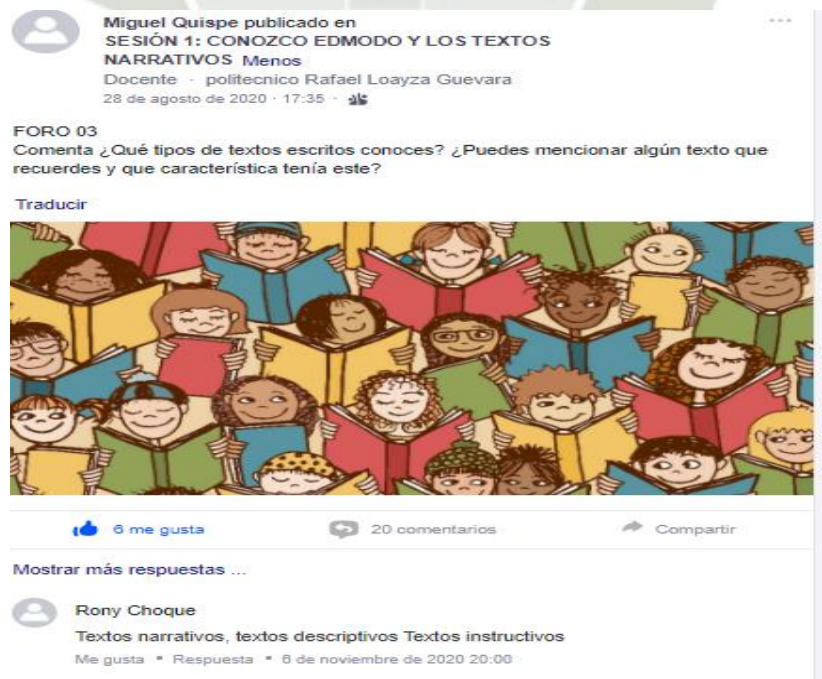 Miguel Quispe publicado en
SESIÓN 1: CONOZCO EDMODO Y LOS TEXTOS
NARRATIVOS Menos
Docente · politecnico Rafael Loayza Guevara
28 de agosto de 2020 · 17:35 ·
FORO 03
Comenta ¿Qué tipos de textos escritos conoces? ¿Puedes mencionar algún texto que
recuerdes y que característica tenía este?
Traducir
6 me gusta 20 comentarios Compartir
Mostrar más respuestas ...
Rony Choque
Textos narrativos, textos descriptivos Textos instructivos
Me gusta • Respuesta • 6 de noviembre de 2020 20:00